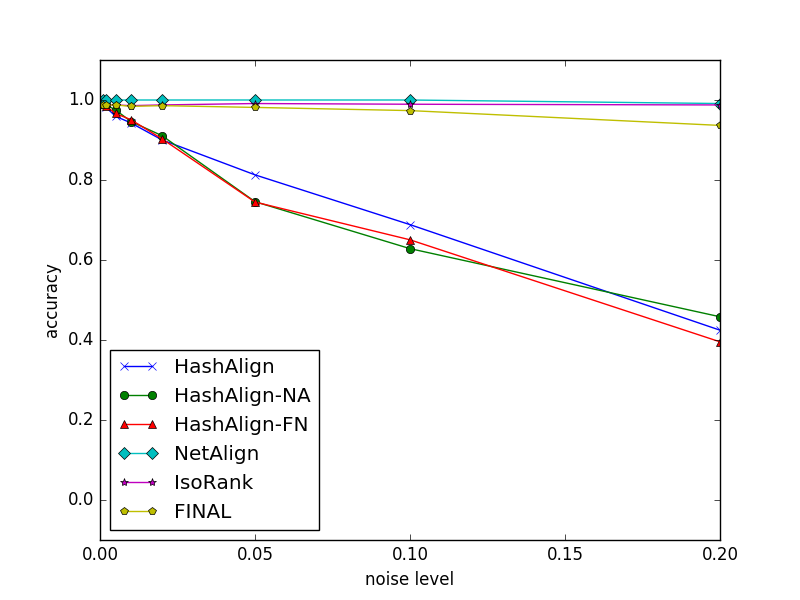 1.0
0.8
0.6
0.4
0.2
0.0
accuracy
HashAlign
HashAlign-NA
HashAlign-FN
NetAlign
IsoRank
FINAL
0.00 0.05 0.10 0.15 0.20
noise level